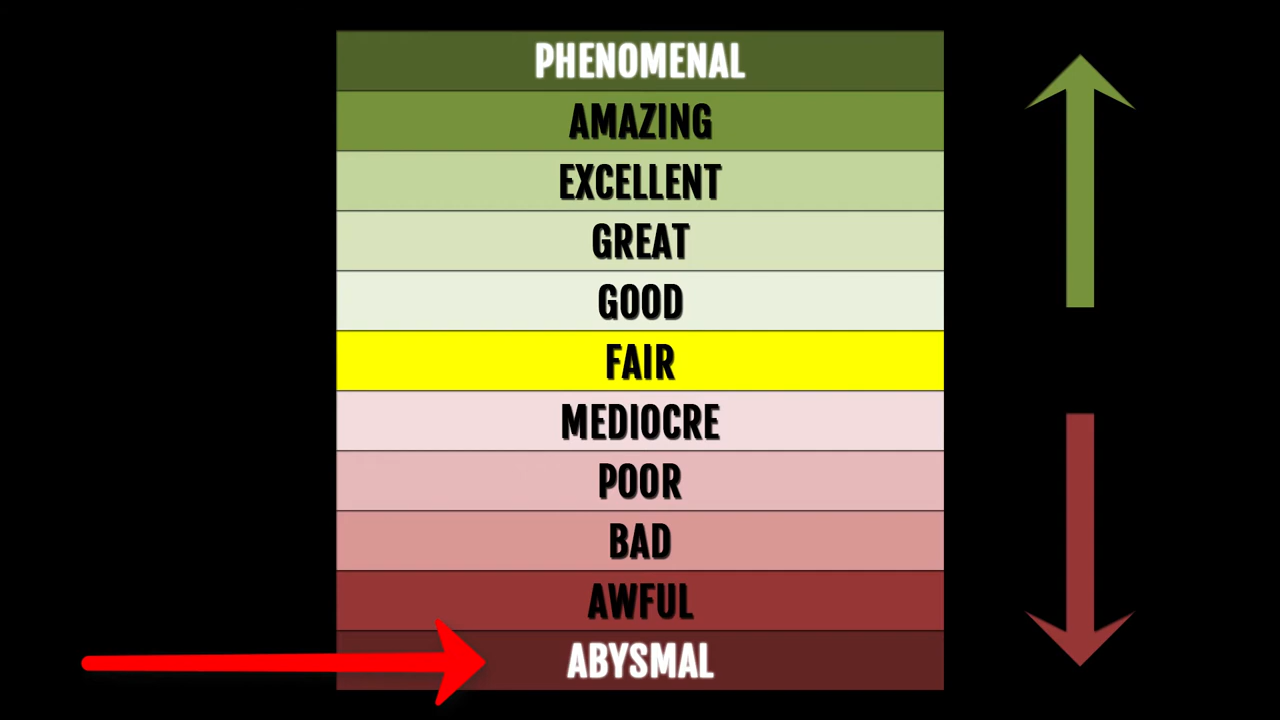 PHENOMENAL
AMAZING
EXCELLENT
GREAT
GOOD
FAIR
MEDIOCRE
POOR
BAD
AWFUL
ABYSMAL